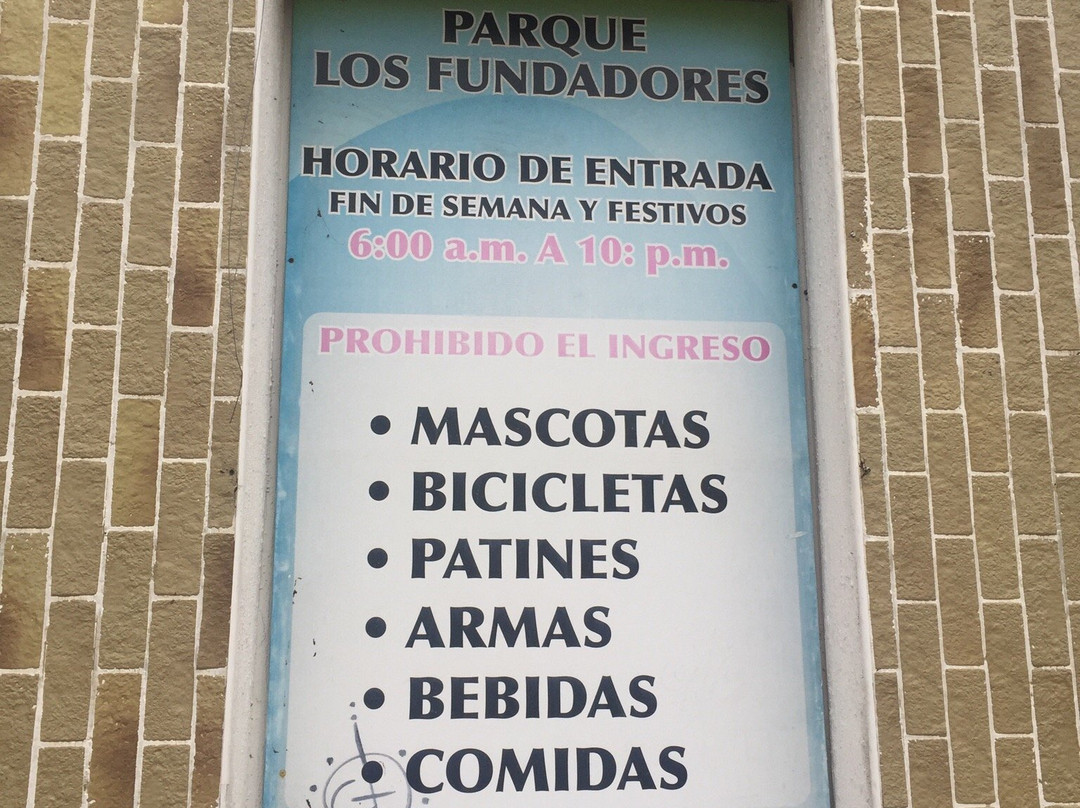 PARQUE
LOS FUNDADORES
HORARIO DE ENTRADA
FIN DE SEMANA Y FESTIVOS
6:00 a.m. A 10: p.m.
PROHIBIDO EL INGRESO
• MASCOTAS
• BICICLETAS
• PATINES
• ARMAS
• BEBIDAS
• COMIDAS